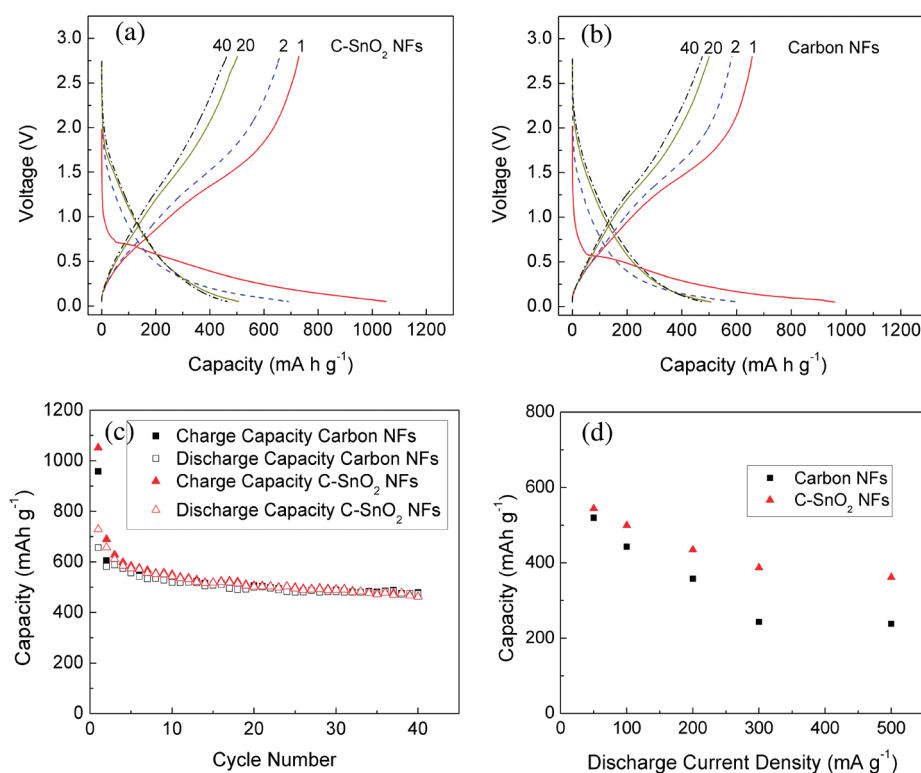 (a)
40 20 2 1 C-SnO₂ NFs
3.0
2.5
2.0
1.5
1.0
0.5
0.0
Voltage (V)
0 200 400 600 800 1000 1200
Capacity (mA h g⁻¹)
(b)
40 20 2 1 Carbon NFs
3.0
2.5
2.0
1.5
1.0
0.5
0.0
Voltage (V)
0 200 400 600 800 1000 1200
Capacity (mA h g⁻¹)
(c)
Charge Capacity Carbon NFs
Discharge Capacity Carbon NFs
Charge Capacity C-SnO₂ NFs
Discharge Capacity C-SnO₂ NFs
1200
1000
800
600
400
200
0
Capacity (mAh g⁻¹)
0 10 20 30 40
Cycle Number
(d)
Carbon NFs
C-SnO₂ NFs
800
600
400
200
0
Capacity (mAh g⁻¹)
0 100 200 300 400 500
Discharge Current Density (mA g⁻¹)